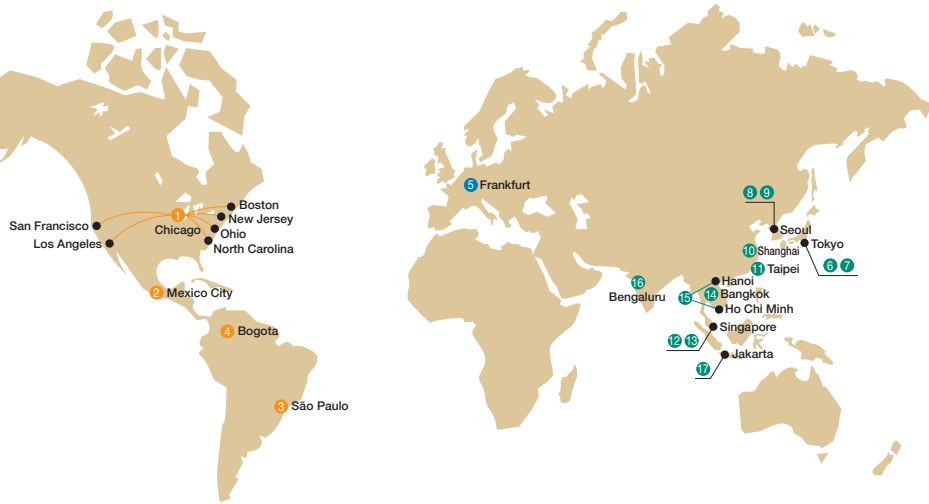 Boston
San Francisco
1
New Jersey
Chicago
Ohio
Los Angeles
North Carolina
2 Mexico City
4 Bogota
3 São Paulo
5 Frankfurt
8 9
Seoul
10 Shanghai
Tokyo
6 7
11 Taipei
16
Bengaluru
Hanoi
15
14 Bangkok
Ho Chi Minh
Singapore
12 13
Jakarta
17